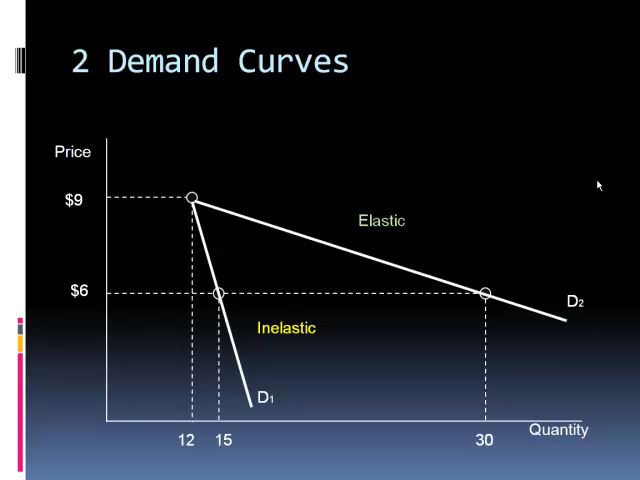 2 Demand Curves
Price
$9
Elastic
$6
D2
Inelastic
D1
Quantity
12 15 30